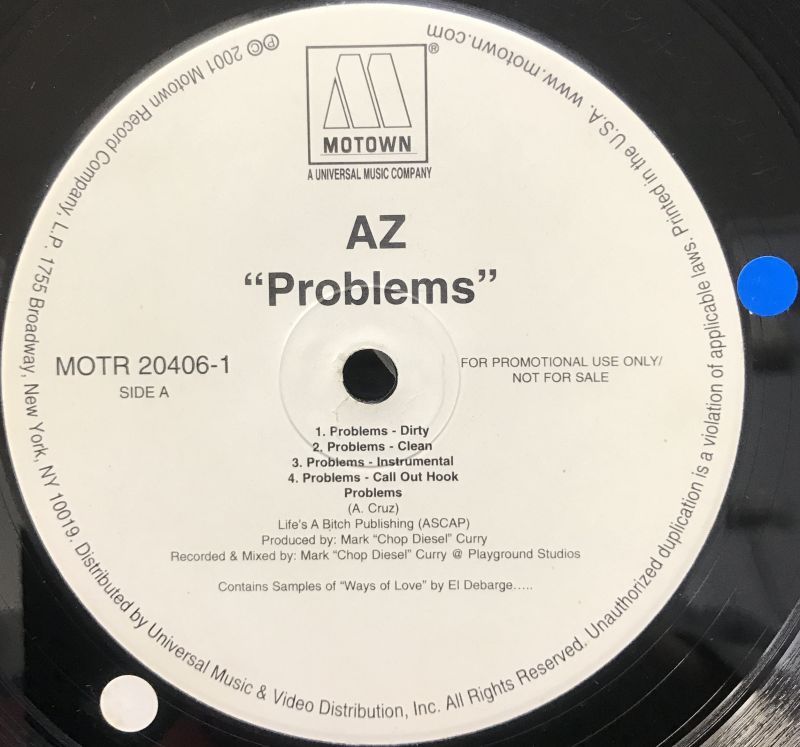 MOTOWN®
A UNIVERSAL MUSIC COMPANY
AZ
“Problems”
MOTR 20406-1
SIDE A
FOR PROMOTIONAL USE ONLY/
NOT FOR SALE
1. Problems - Dirty
2. Problems - Clean
3. Problems - Instrumental
4. Problems - Call Out Hook
Problems
(A. Cruz)
Life's A Bitch Publishing (ASCAP)
Produced by: Mark “Chop Diesel” Curry
Recorded & Mixed by: Mark “Chop Diesel” Curry @ Playground Studios
Contains Samples of “Ways of Love” by El Debarge.....
℗© 2001 Motown Record Company, L.P. 1755 Broadway, New York, NY 10019. Distributed by Universal Music & Video Distribution, Inc. All Rights Reserved. Unauthorized duplication is a violation of applicable laws. Printed in the U.S.A. www.motown.com